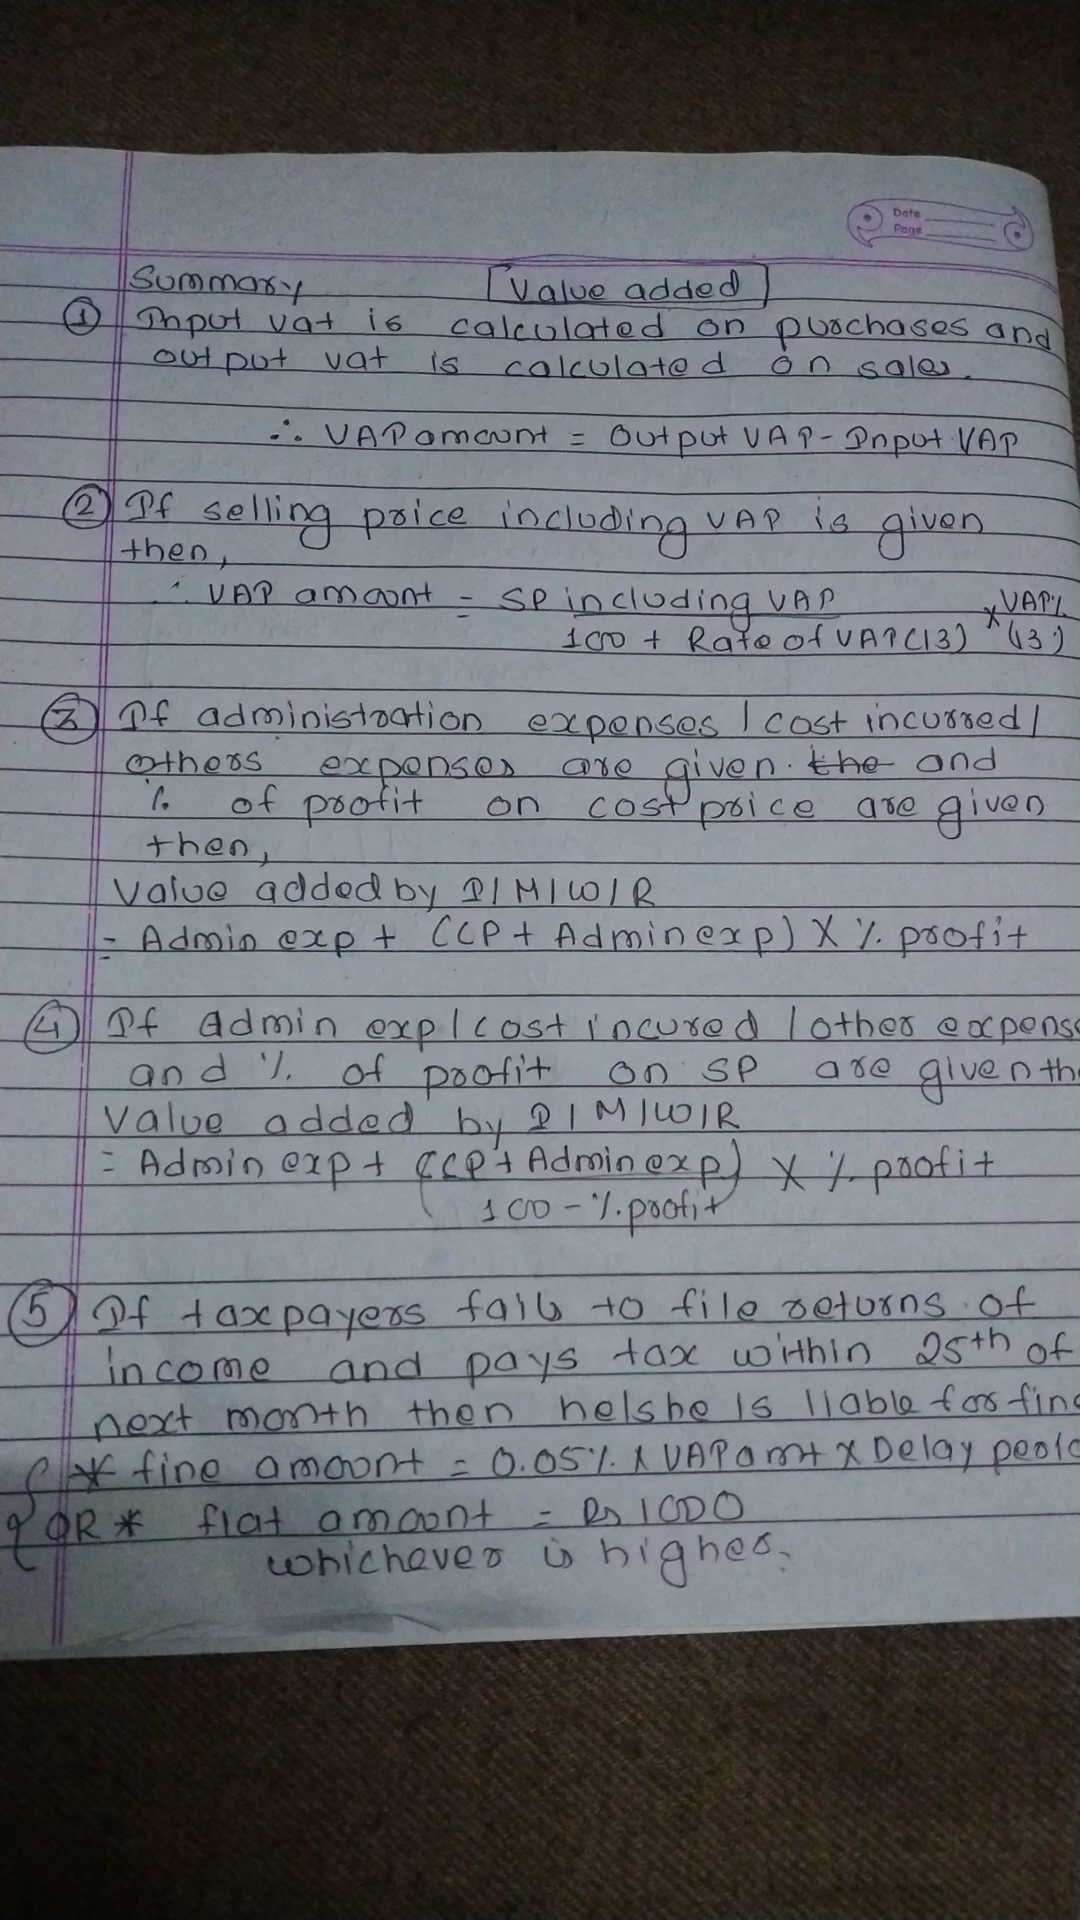 Date
Page
Summary [Value added]
① Input vat is calculated on purchases and
output vat is calculated on sales.
∴ VAT amount = Output VAT - Input VAT
② If selling price including VAT is given
then,
∴ VAT amount = SP including VAT × VAT%
100 + Rate of VAT (13) (13)
③ If administration expenses / cost incurred /
others expenses are given. the and
% of profit on cost price are given
then,
Value added by I/M/W/R
= Admin exp + (CP + Admin exp) X % profit
④ If admin exp / cost incured / other expens
and % of profit on SP are given th
Value added by I/M/W/R
= Admin exp + (CP + Admin exp) X % profit
100 - % profit
⑤ If taxpayers fails to file returns of
income and pays tax within 25th of
next month then he/she is liable for fin
* fine amount = 0.05% X VAT amt X Delay peoi
OR * flat amount = Rs 1000
whichever is higher.